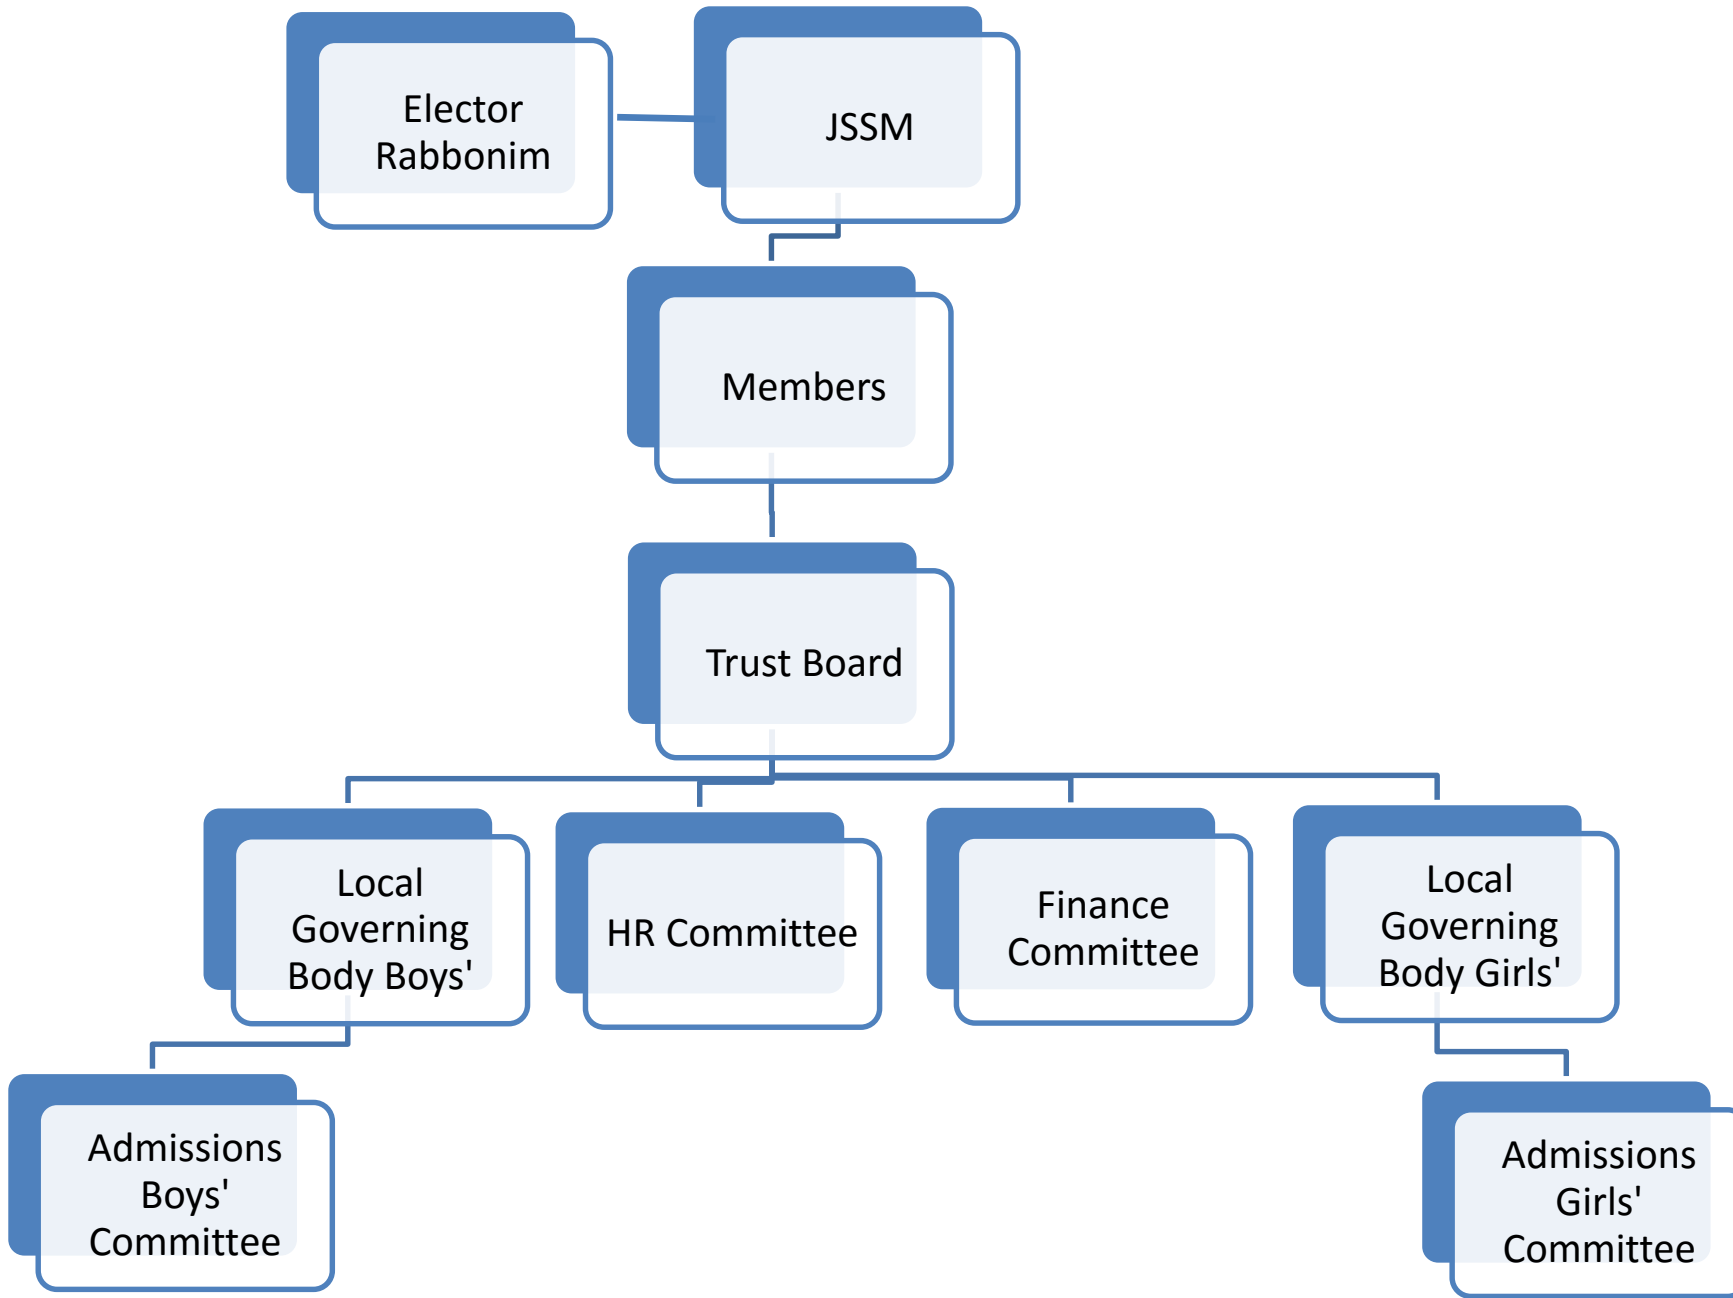 Elector
Rabbonim
JSSM
Members
Trust Board
Local
Governing
Body Boys'
HR Committee
Finance
Committee
Local
Governing
Body Girls'
Admissions
Boys'
Committee
Admissions
Girls'
Committee